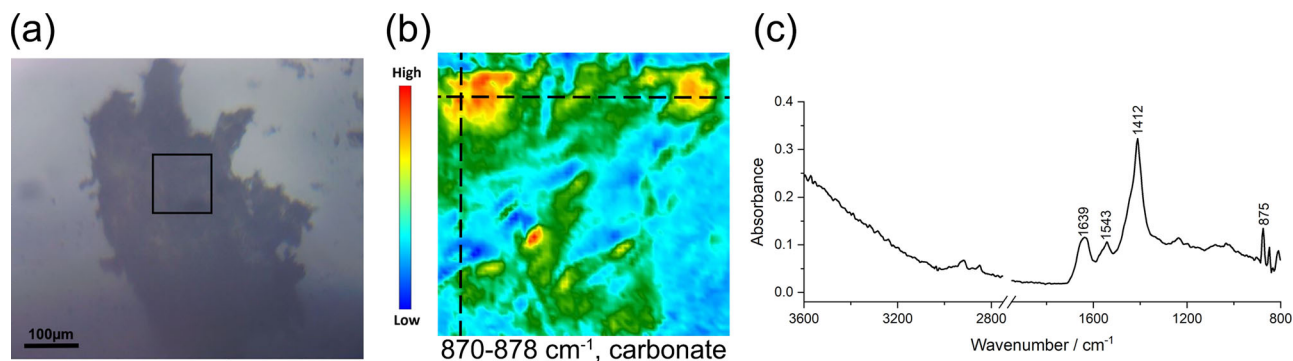 (a)
100µm
(b)
High
Low
870-878 cm⁻¹, carbonate
(c)
Absorbance
0.4
0.3
0.2
0.1
0.0
1639
1543
1412
875
3600
3200
2800
1600
1200
800
Wavenumber / cm⁻¹